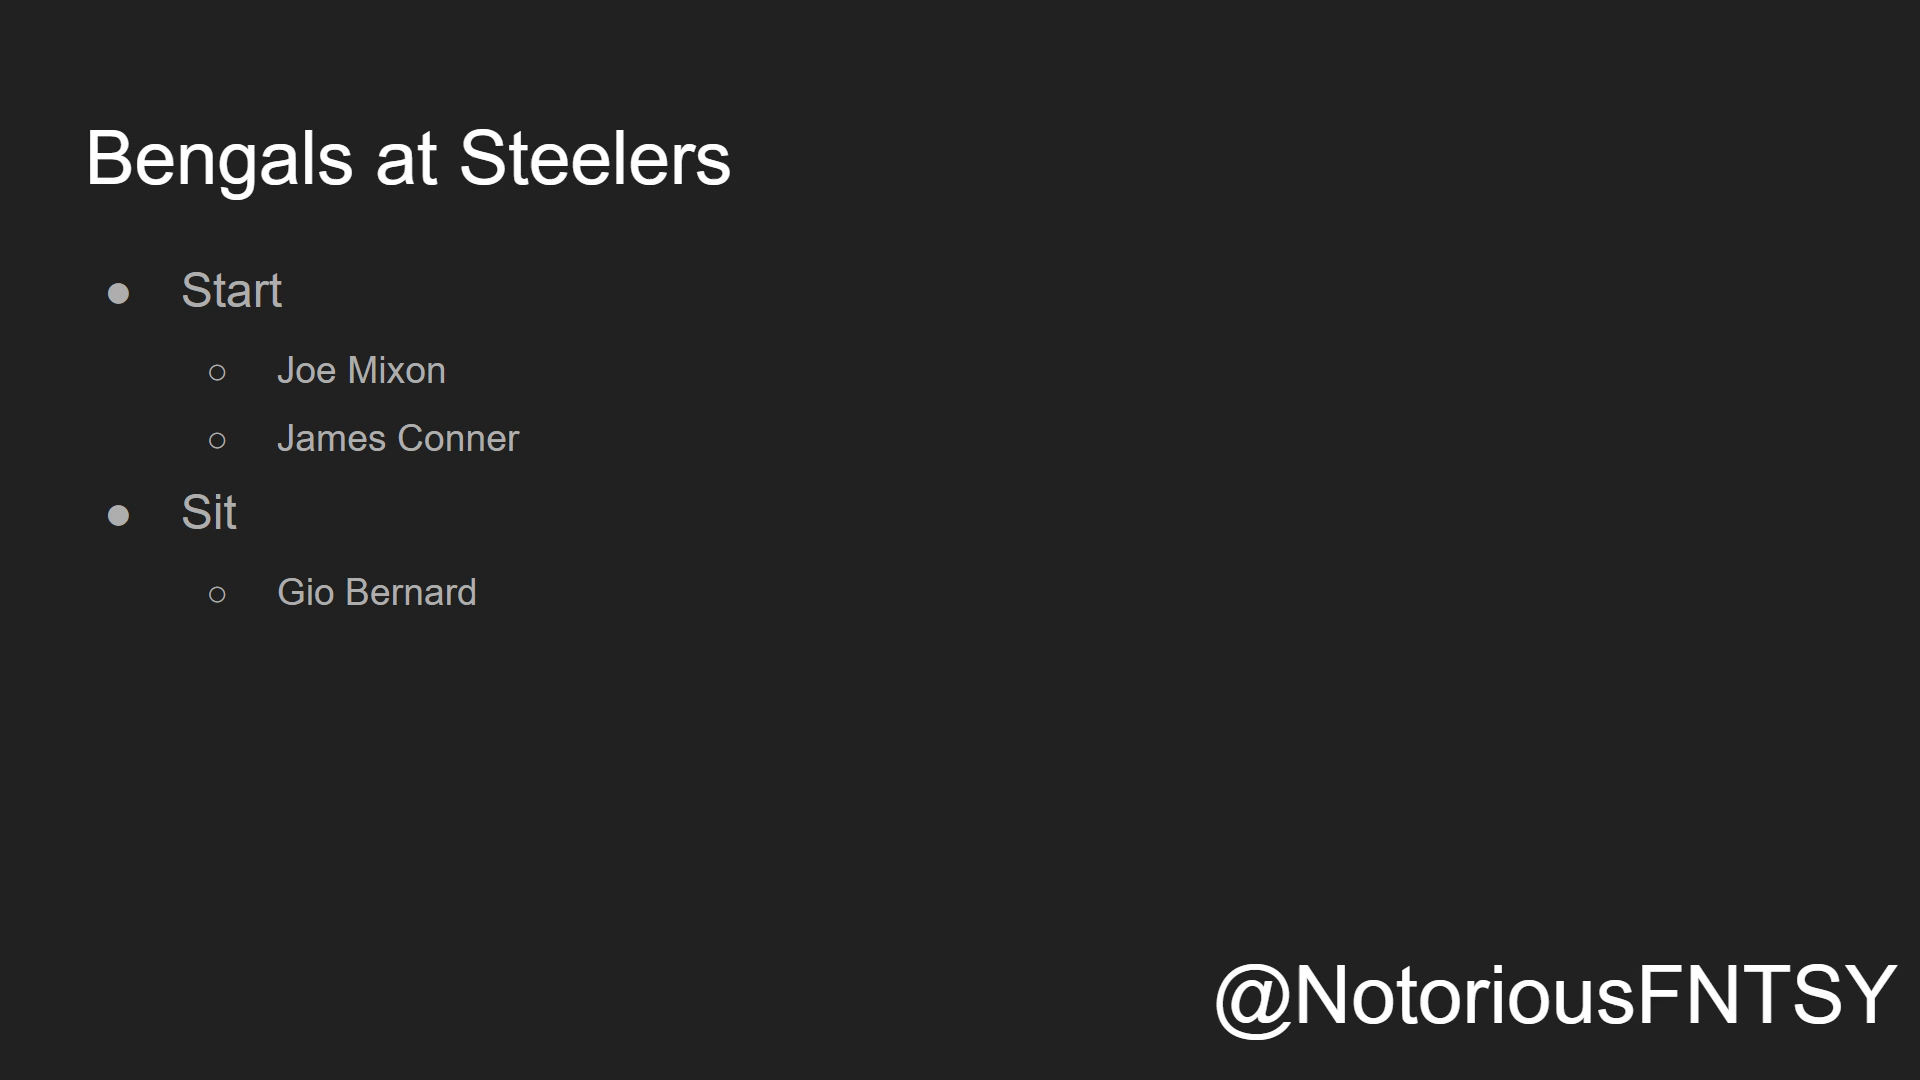 Bengals at Steelers
● Start
○ Joe Mixon
○ James Conner
● Sit
○ Gio Bernard
@NotoriousFNTSY